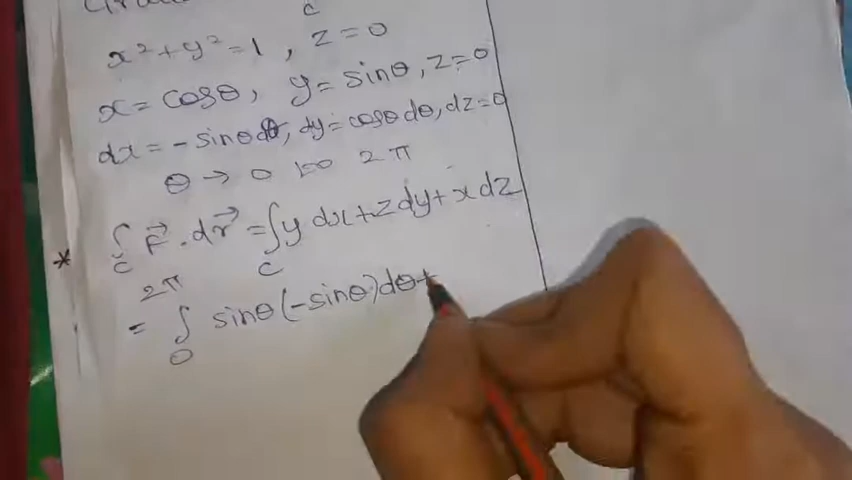 c
x² + y² = 1 , z = 0
x = cosθ, y = sinθ, z = 0
dx = - sinθ dθ, dy = cosθ dθ, dz = 0
θ → 0 to 2π
* ∫c F⃗ . dr⃗ = ∫c y dx + z dy + x dz
= ∫0 2π sinθ (- sinθ) dθ +